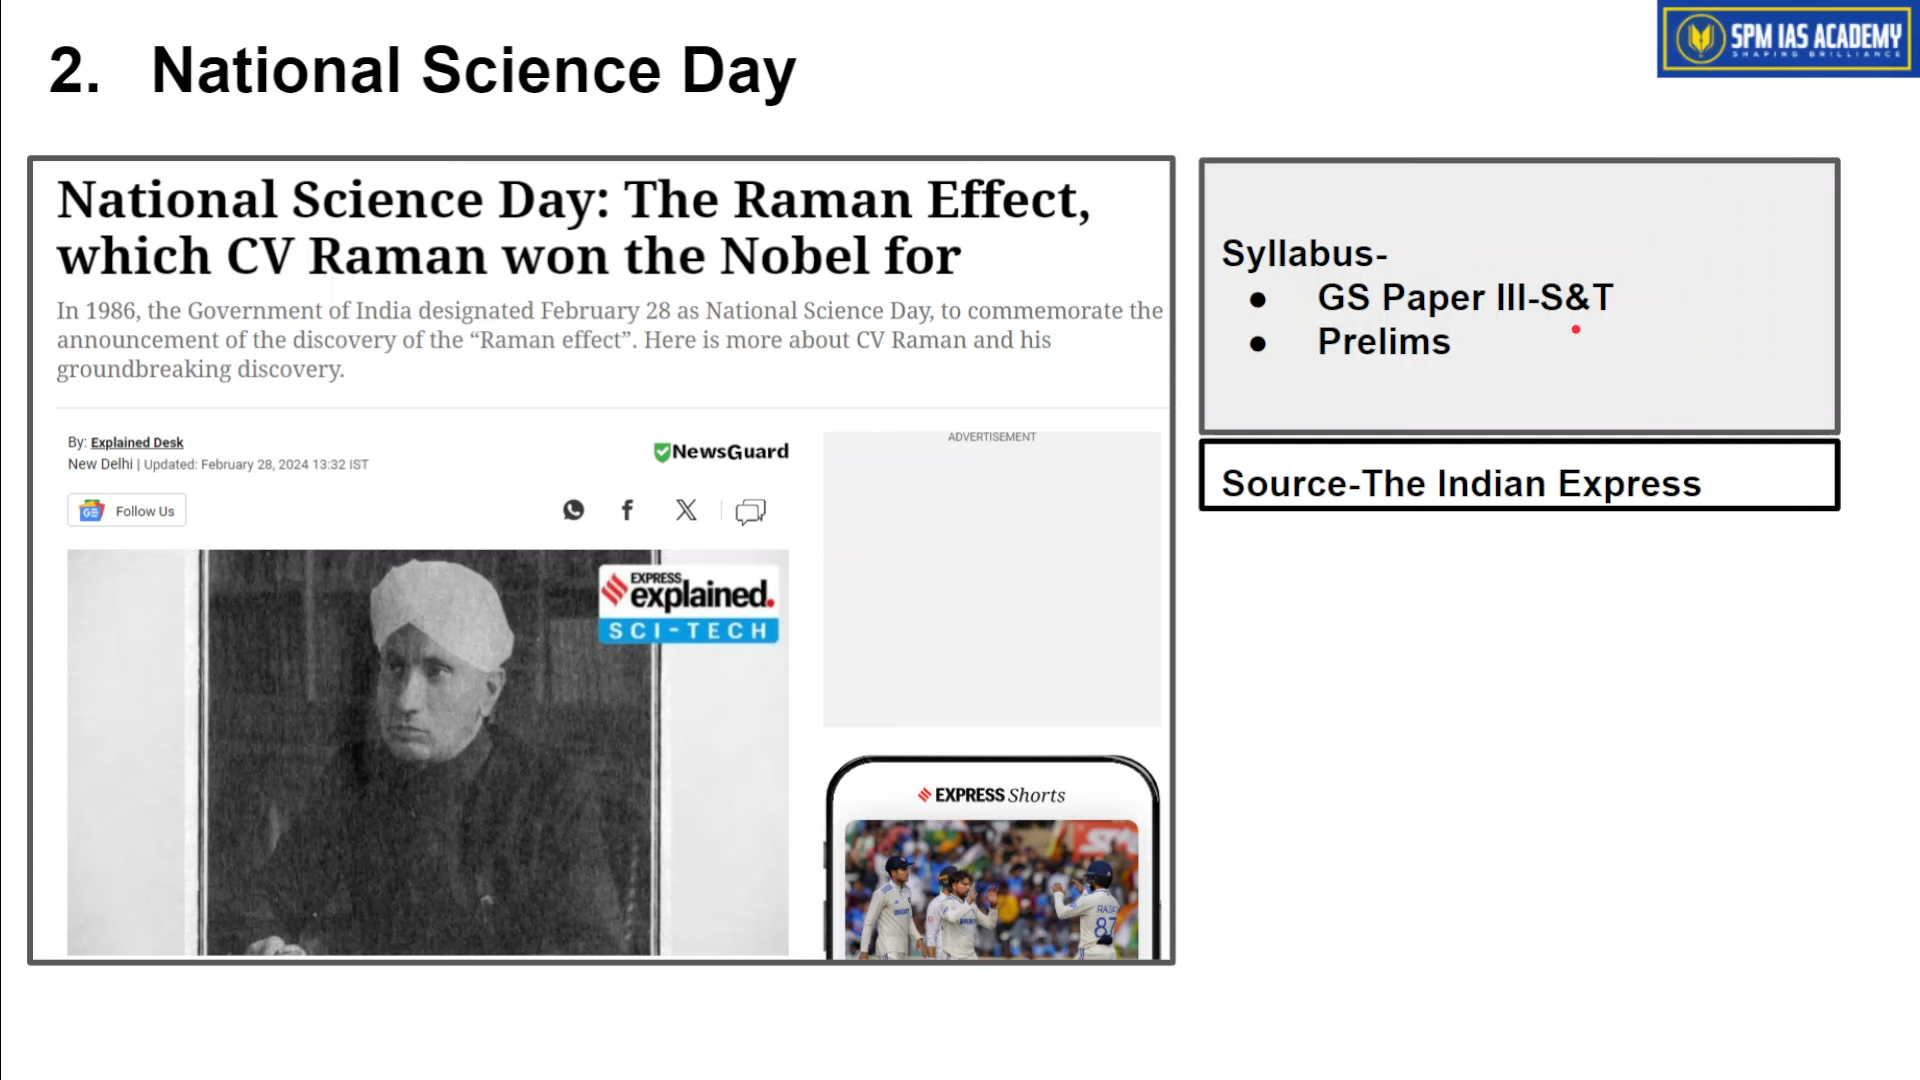 2. National Science Day
SPM IAS ACADEMY
SHAPING BRILLIANCE
National Science Day: The Raman Effect,
which CV Raman won the Nobel for
In 1986, the Government of India designated February 28 as National Science Day, to commemorate the
announcement of the discovery of the “Raman effect”. Here is more about CV Raman and his
groundbreaking discovery.
By: Explained Desk
New Delhi | Updated: February 28, 2024 13:32 IST
NewsGuard
GE Follow Us
ADVERTISEMENT
EXPRESS
explained.
SCI-TECH
EXPRESS Shorts
87
Syllabus-
● GS Paper III-S&T
● Prelims
Source-The Indian Express